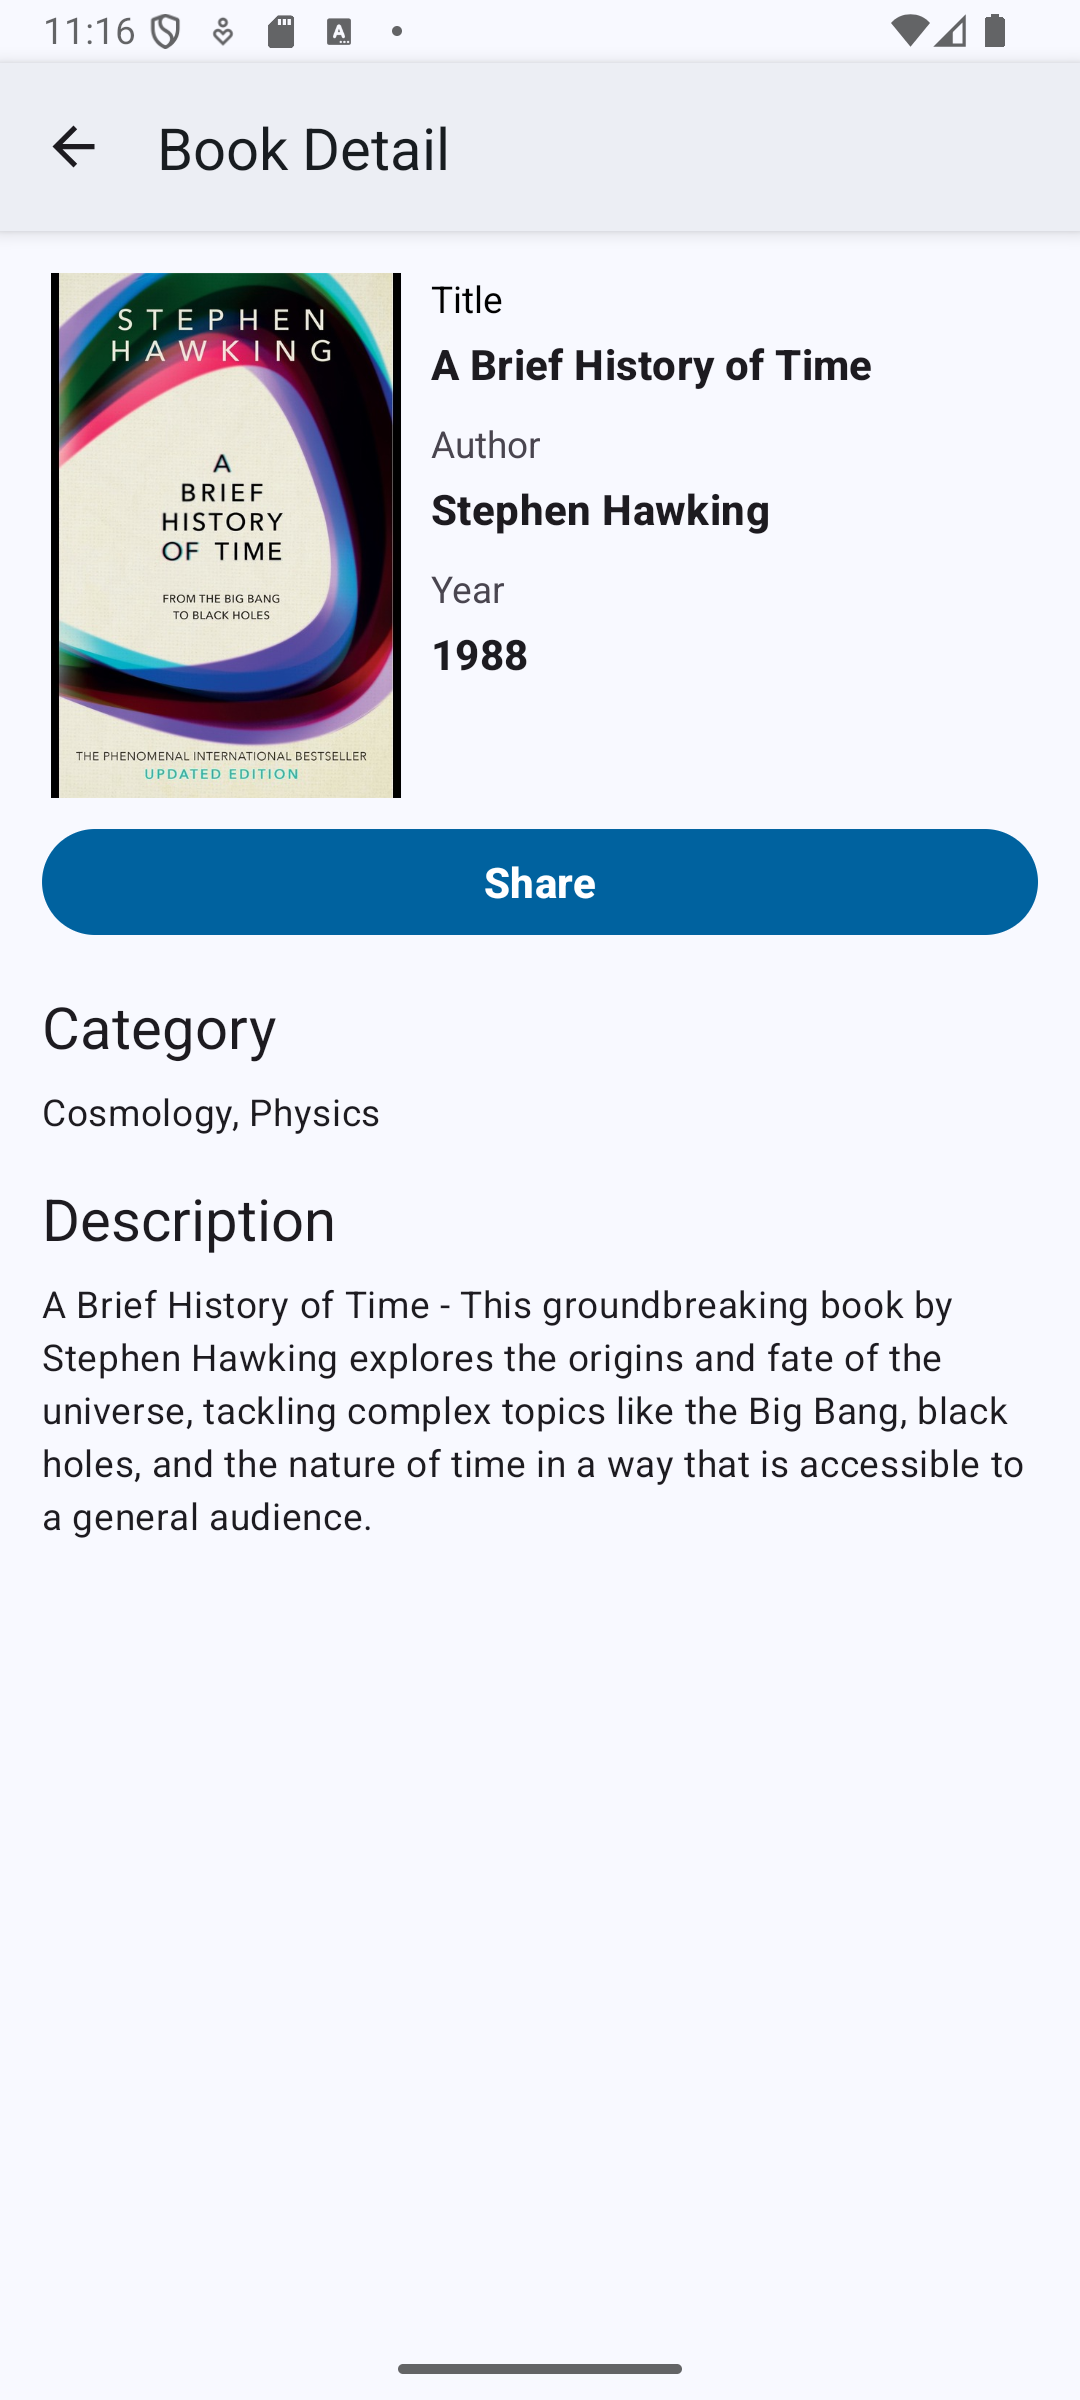 11:16
Book Detail
STEPHEN
HAWKING
A
BRIEF
HISTORY
OF TIME
FROM THE BIG BANG
TO BLACK HOLES
THE PHENOMENAL INTERNATIONAL BESTSELLER
UPDATED EDITION
Title
A Brief History of Time
Author
Stephen Hawking
Year
1988
Share
Category
Cosmology, Physics
Description
A Brief History of Time - This groundbreaking book by
Stephen Hawking explores the origins and fate of the
universe, tackling complex topics like the Big Bang, black
holes, and the nature of time in a way that is accessible to
a general audience.